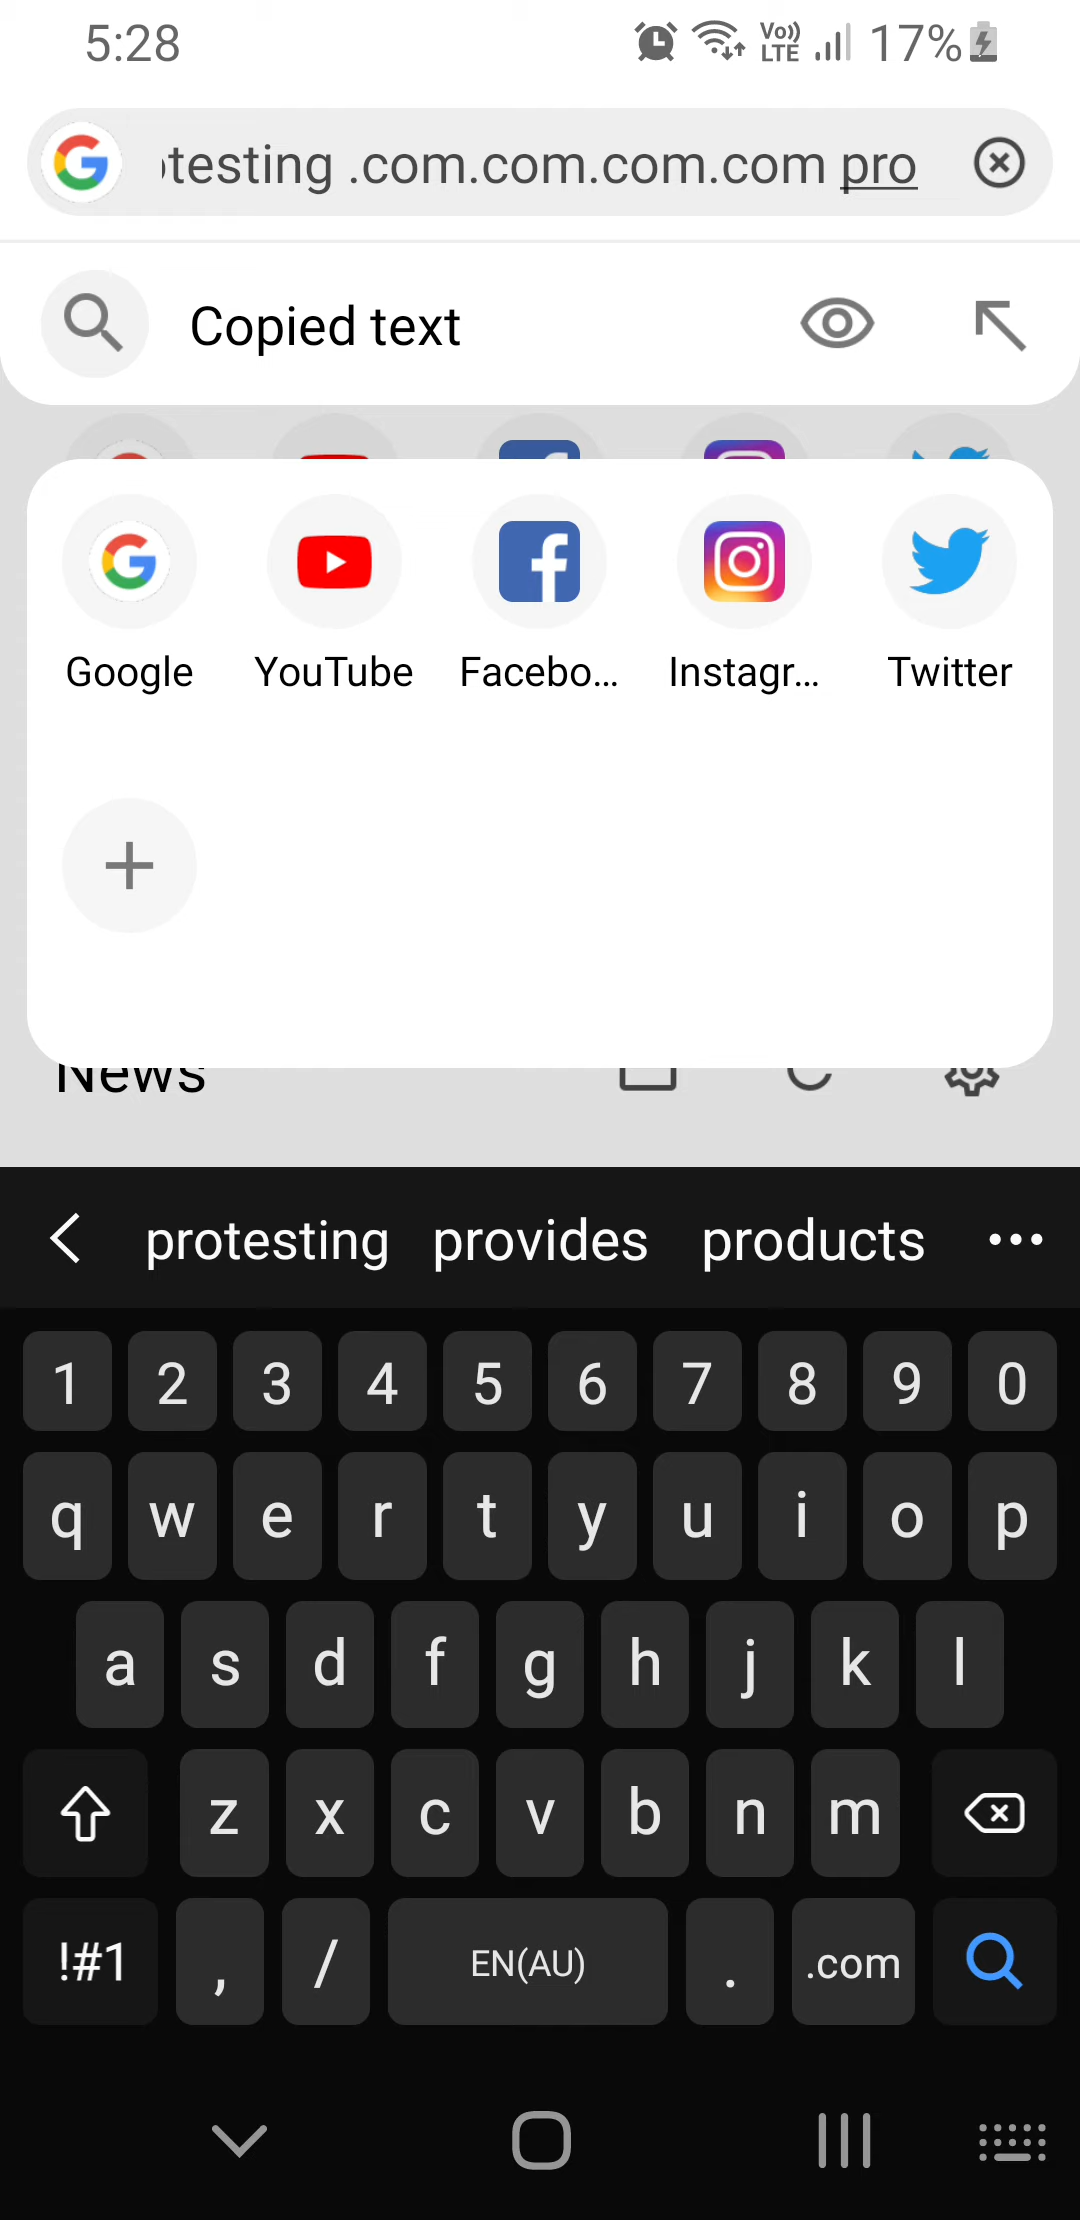 5:28 Vo)) LTE 17%
testing .com.com.com.com pro
Copied text
Google YouTube Facebo... Instagr... Twitter
News
protesting provides products
1 2 3 4 5 6 7 8 9 0
q w e r t y u i o p
a s d f g h j k l
z x c v b n m
!#1 , / EN(AU) . .com